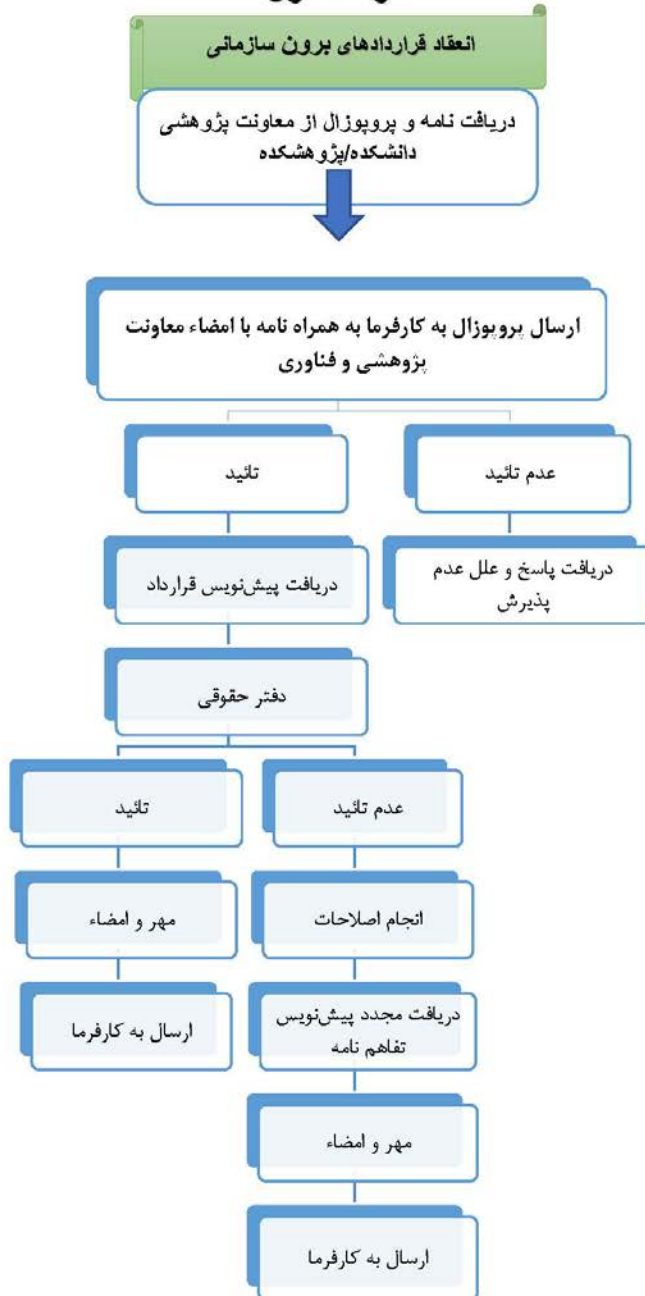 انعقاد قراردادهای برون سازمانی
دریافت نامه و پروپوزال از معاونت پژوهشی
دانشکده/پژوهشکده
ارسال پروپوزال به کارفرما به همراه نامه با امضاء معاونت
پژوهشی و فناوری
عدم تائید
تائید
دریافت پاسخ و علل عدم
پذیرش
دریافت پیش‌نویس قرارداد
دفتر حقوقی
عدم تائید
تائید
انجام اصلاحات
مهر و امضاء
دریافت مجدد پیش‌نویس
تفاهم نامه
ارسال به کارفرما
مهر و امضاء
ارسال به کارفرما